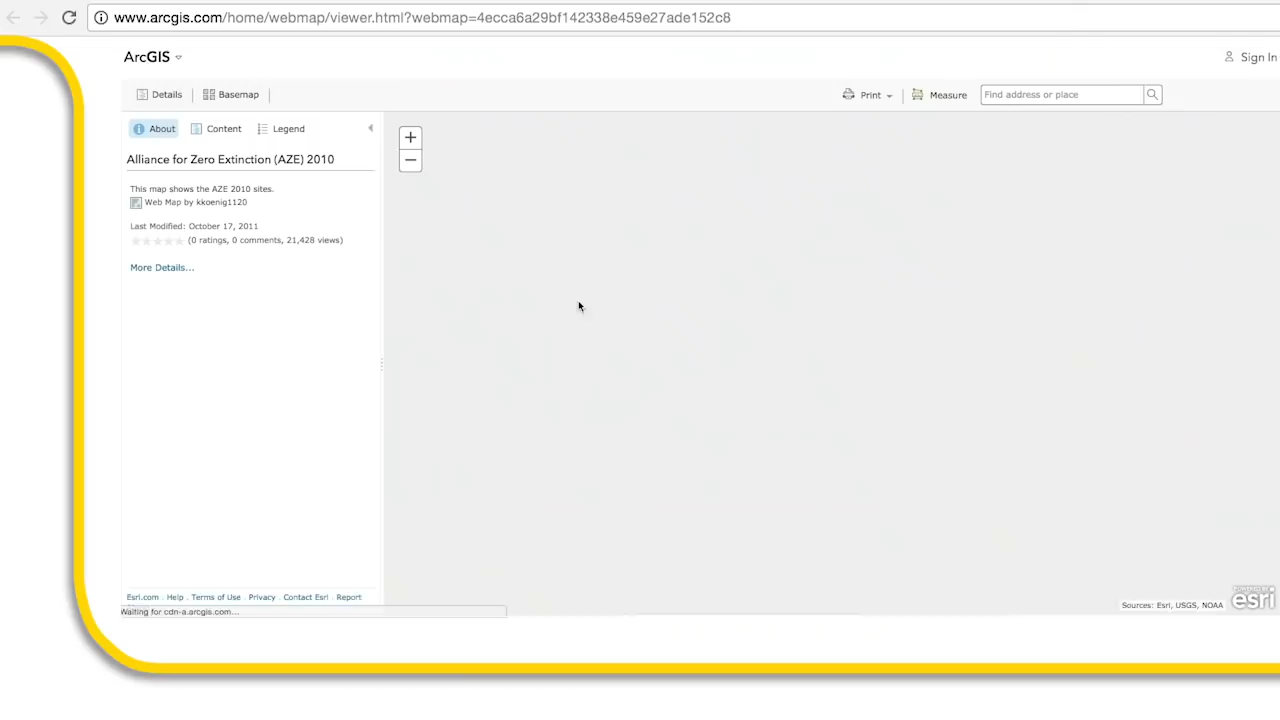 www.arcgis.com/home/webmap/viewer.html?webmap=4ecca6a29bf142338e459e27ade152c8
ArcGIS
Sign In
Details
Basemap
Print
Measure
Find address or place
About
Content
Legend
Alliance for Zero Extinction (AZE) 2010
This map shows the AZE 2010 sites.
Web Map by kkoenig1120
Last Modified: October 17, 2011
(0 ratings, 0 comments, 21,428 views)
More Details...
Esri.com . Help . Terms of Use . Privacy . Contact Esri . Report
Waiting for cdn-a.arcgis.com...
Sources: Esri, USGS, NOAA
POWERED BY
esri